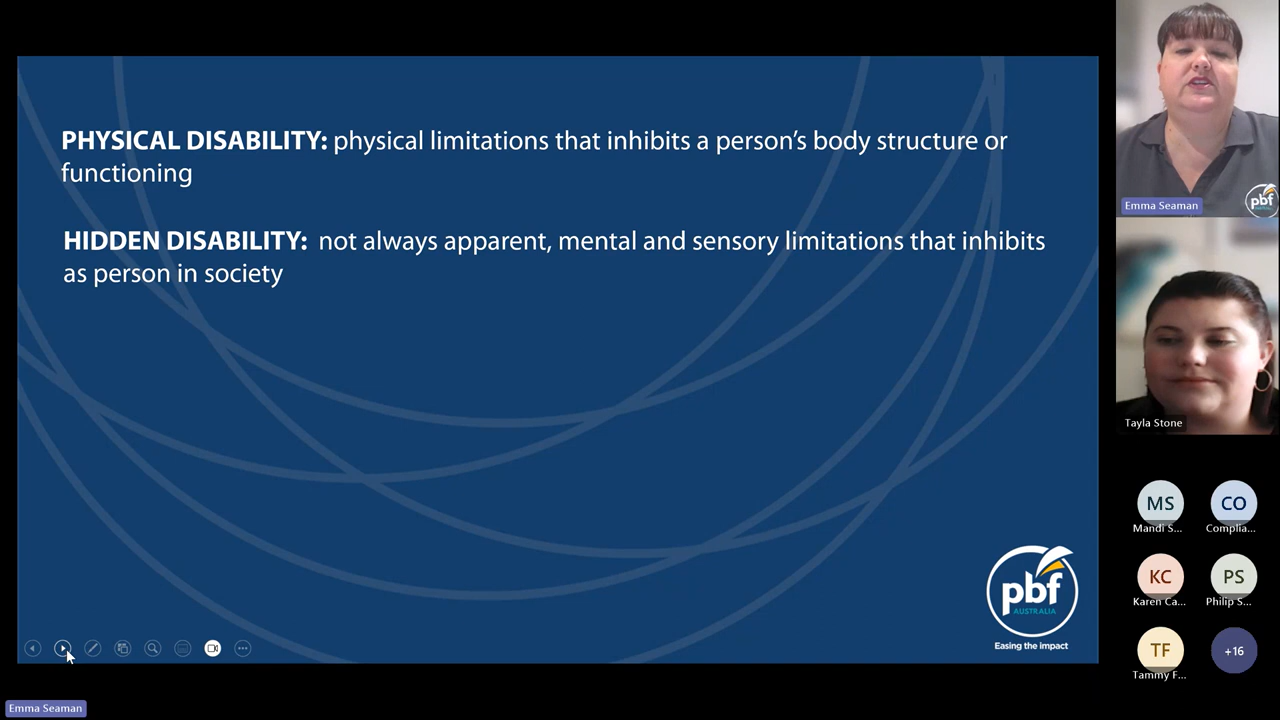 PHYSICAL DISABILITY: physical limitations that inhibits a person's body structure or
functioning
HIDDEN DISABILITY: not always apparent, mental and sensory limitations that inhibits
as person in society
pbf
AUSTRALIA
Easing the impact
Emma Seaman
pbf
Emma Seaman
Tayla Stone
MS
Mandi S...
CO
Complia...
KC
Karen Ca...
PS
Philip S...
TF
Tammy F...
+16